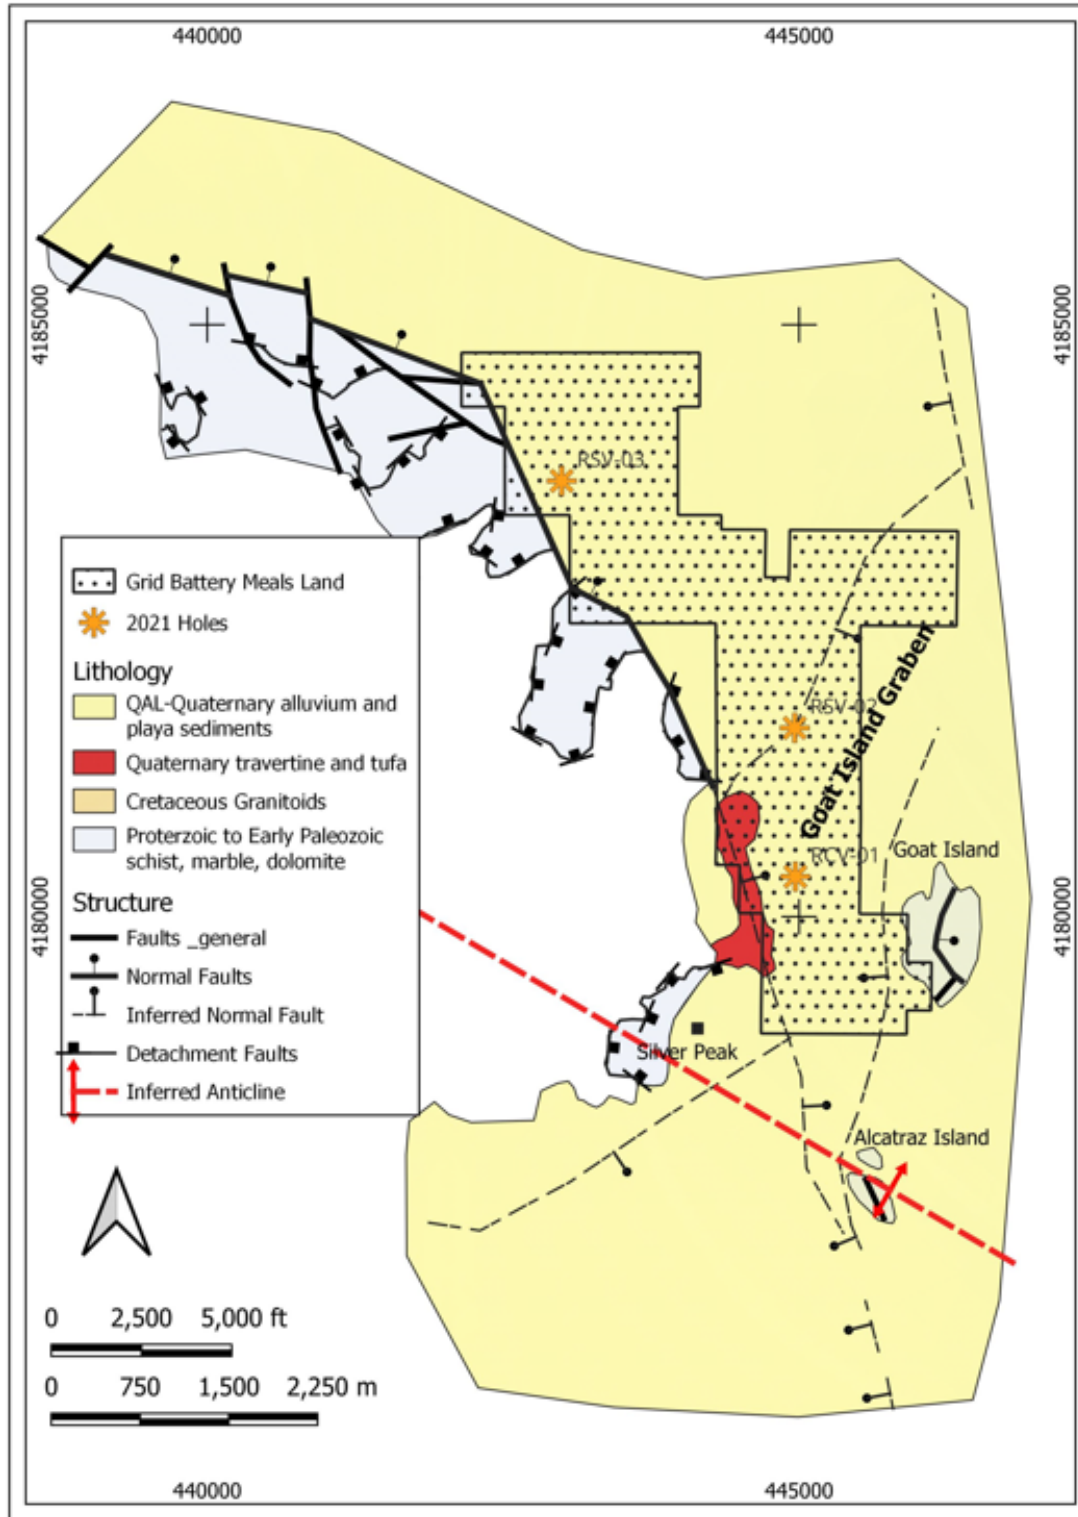 440000 445000
4185000 4185000
RSV-03
Grid Battery Meals Land
2021 Holes
Lithology
QAL-Quaternary alluvium and
playa sediments
Quaternary travertine and tufa
Cretaceous Granitoids
Proterzoic to Early Paleozoic
schist, marble, dolomite
Structure
Faults _general
Normal Faults
Inferred Normal Fault
Detachment Faults
Inferred Anticline
RSV-02
Goat Island Graben
RCV-01
Goat Island
4180000 4180000
Silver Peak
Alcatraz Island
0 2,500 5,000 ft
0 750 1,500 2,250 m
440000 445000